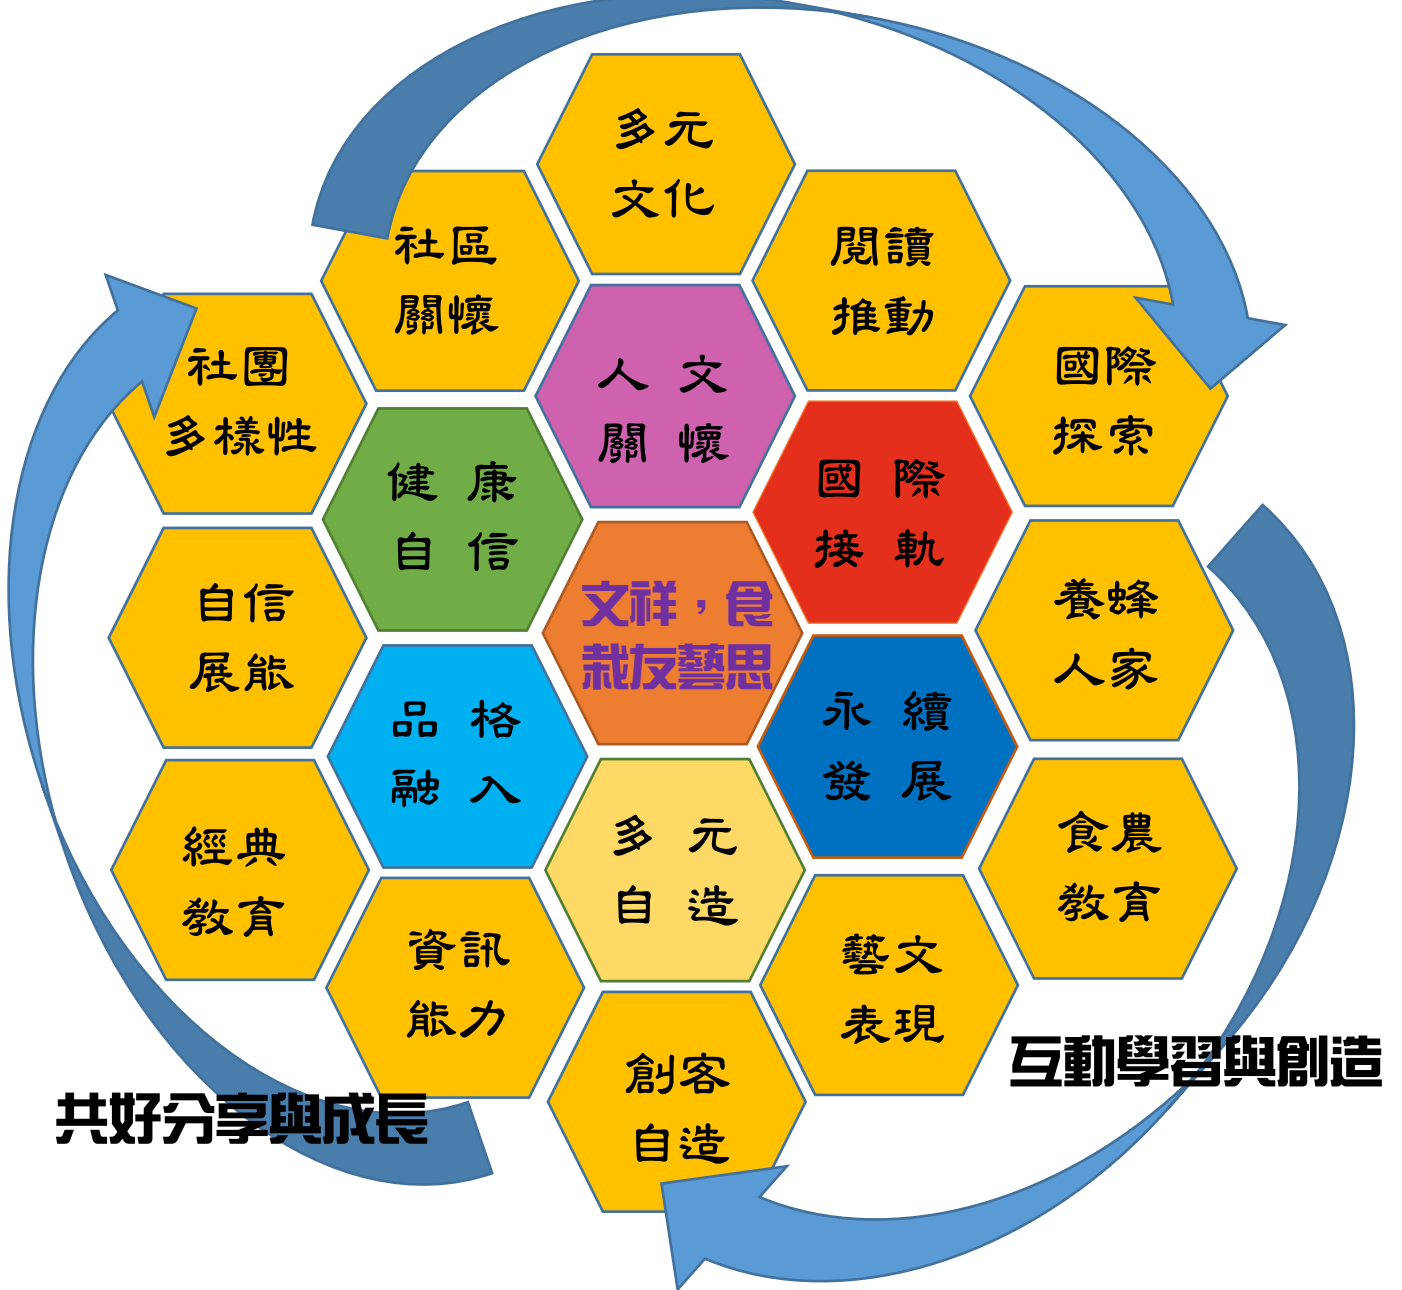 多元
文化
社區
關懷
閱讀
推動
社團
多樣性
人 文
關 懷
國際
探索
健 康
自 信
國 際
接 軌
自信
展能
文祥，食
栽友藝思
養蜂
人家
品 格
融 入
永 續
發 展
經典
教育
多 元
自 造
食農
教育
資訊
能力
藝文
表現
創客
自造
互動學習與創造
共好分享與成長